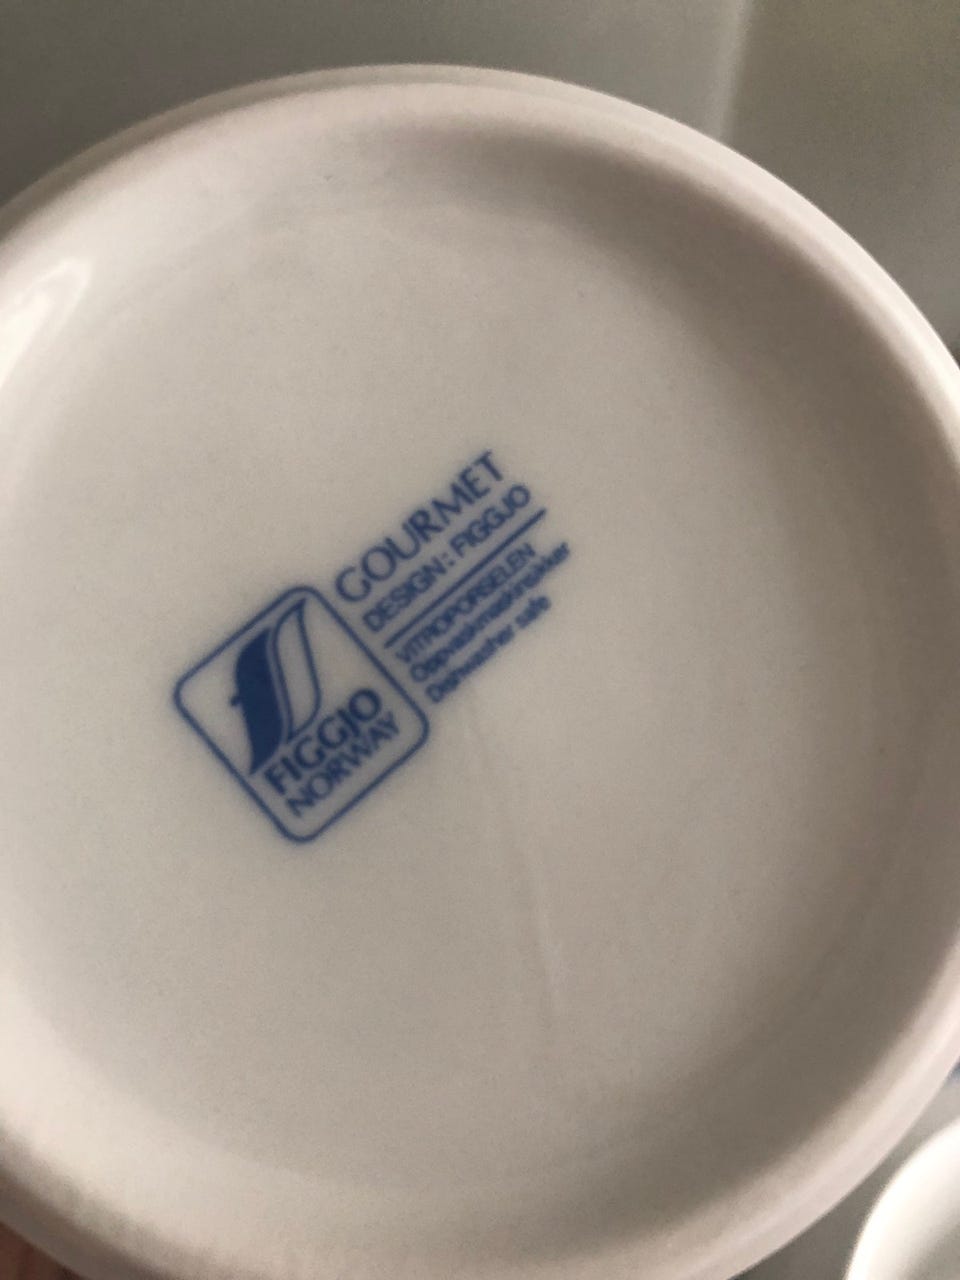 GOURMET
DESIGN: FIGGJO
VITROPORSELEN
Oppvaskmaskinsikker
Dishwasher safe
FIGGJO
NORWAY